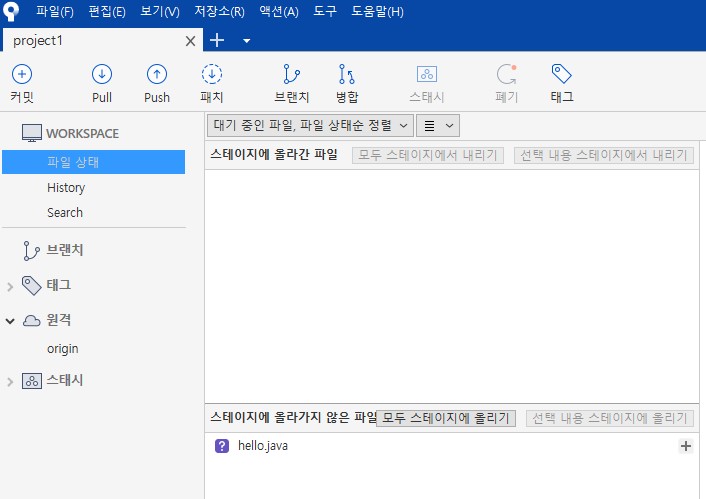 파일(F) 편집(E) 보기(V) 저장소(R) 액션(A) 도구 도움말(H)
project1
커밋 Pull Push 패치 브랜치 병합 스태시 폐기 태그
WORKSPACE
파일 상태
History
Search
브랜치
태그
원격
origin
스태시
대기 중인 파일, 파일 상태순 정렬
스테이지에 올라간 파일 모두 스테이지에서 내리기 선택 내용 스테이지에서 내리기
스테이지에 올라가지 않은 파일 모두 스테이지에 올리기 선택 내용 스테이지에 올리기
hello.java